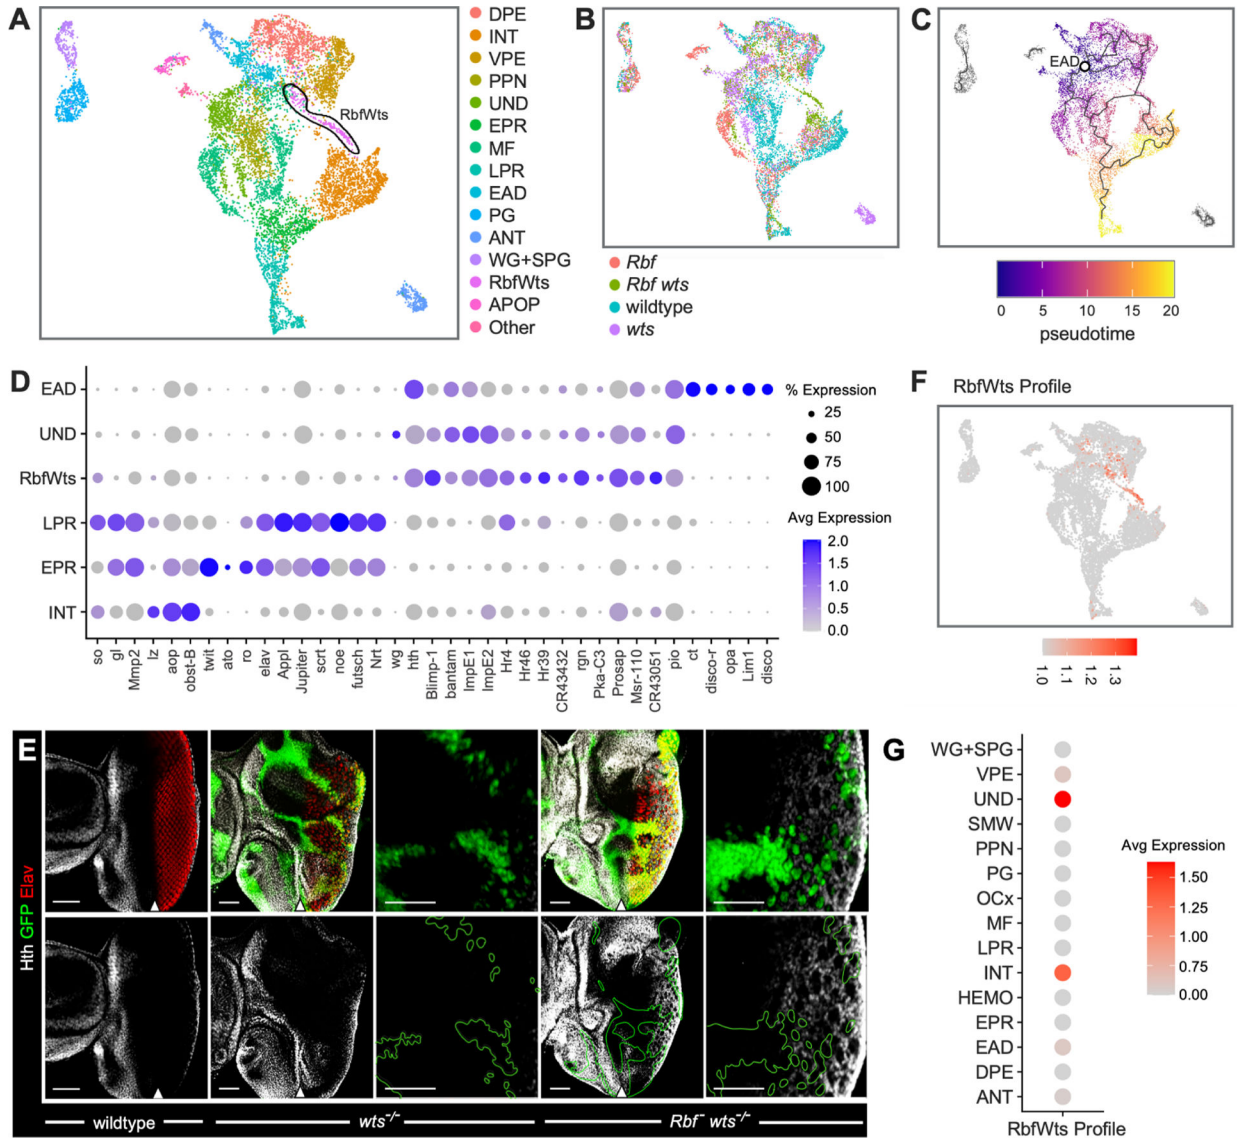 A
RbfWts
DPE
INT
VPE
PPN
UND
EPR
MF
LPR
EAD
PG
ANT
WG+SPG
RbfWts
APOP
Other
B
Rbf
Rbf wts
wildtype
wts
C
EAD
0 5 10 15 20
pseudotime
D
EAD
UND
RbfWts
LPR
EPR
INT
so
gl
Mmp2
lz
aop
obst-B
twit
ato
ro
elav
Appl
Jupiter
scrt
noe
futsch
Nrt
wg
hth
Blimp-1
bantam
ImpE1
ImpE2
Hr4
Hr46
Hr39
CR43432
rgn
Pka-C3
Prosap
Msr-110
CR43051
pio
ct
disco-r
opa
Lim1
disco
% Expression
25
50
75
100
Avg Expression
2.0
1.5
1.0
0.5
0.0
F RbfWts Profile
1.0
1.1
1.2
1.3
E
Hth GFP Elav
wildtype
wts-/-
Rbf- wts-/-
G
WG+SPG
VPE
UND
SMW
PPN
PG
OCx
MF
LPR
INT
HEMO
EPR
EAD
DPE
ANT
RbfWts Profile
Avg Expression
1.50
1.25
1.00
0.75
0.00